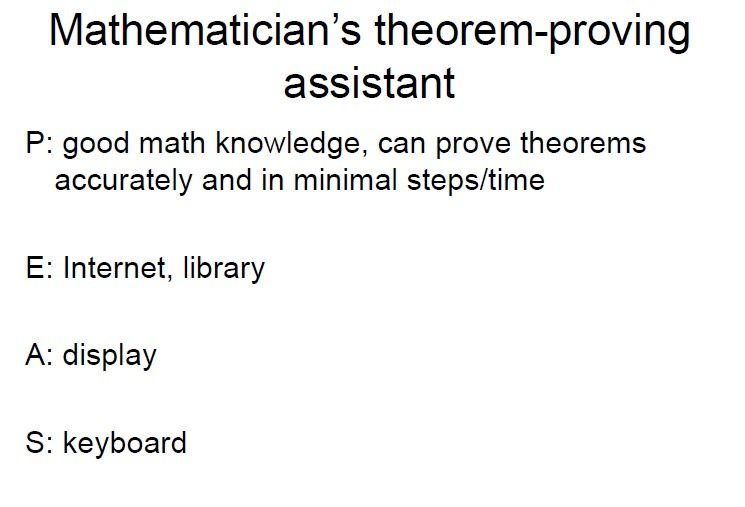 Mathematician’s theorem-proving
assistant
P: good math knowledge, can prove theorems
accurately and in minimal steps/time
E: Internet, library
A: display
S: keyboard